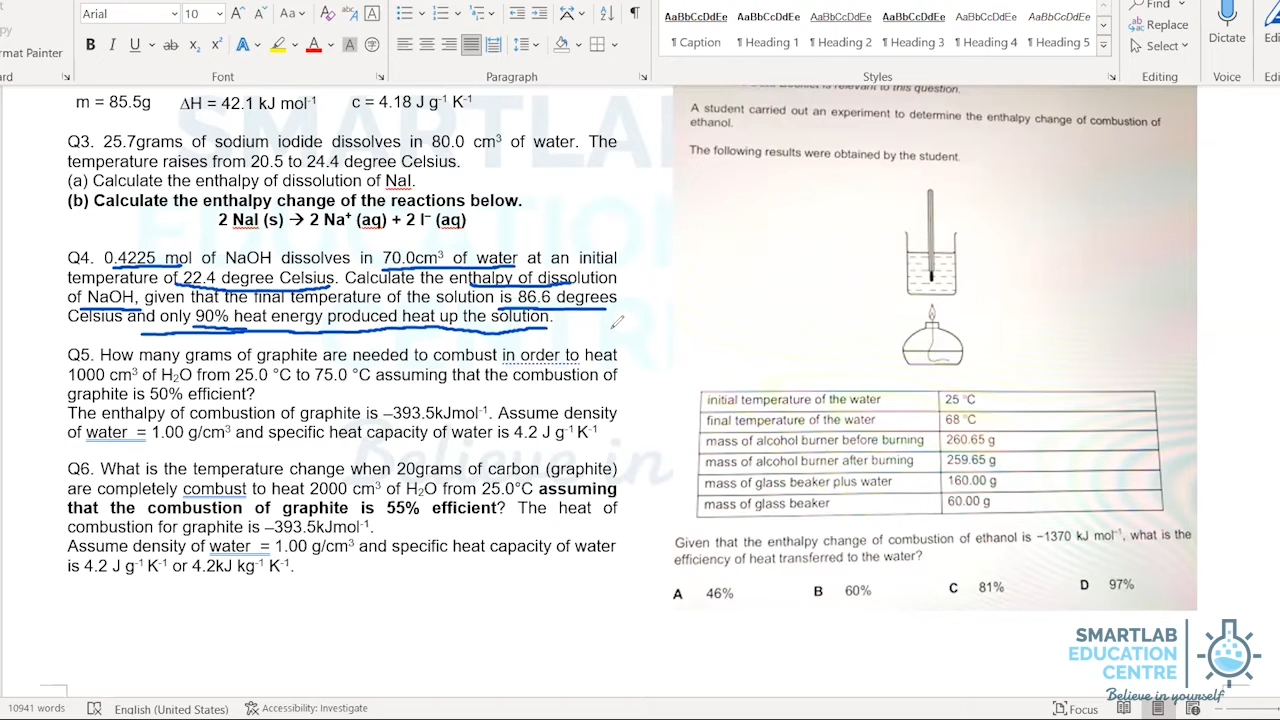 Arial
10
Aa
Replace
Select
Find
Dictate
Edi
py
rmat Painter
AaBbCcDdEe AaBbCcDdEe AaBbCcDdEe AaBbCcDdEe AaBbCcDdEe AaBbCcDdEe
¶ Caption ¶ Heading 1 ¶ Heading 2 ¶ Heading 3 ¶ Heading 4 ¶ Heading 5
Font
Paragraph
Styles
Editing
Voice
m = 85.5g ΔH = 42.1 kJ mol⁻¹ c = 4.18 J g⁻¹ K⁻¹
Q3. 25.7grams of sodium iodide dissolves in 80.0 cm³ of water. The
temperature raises from 20.5 to 24.4 degree Celsius.
(a) Calculate the enthalpy of dissolution of NaI.
(b) Calculate the enthalpy change of the reactions below.
2 NaI (s) → 2 Na⁺ (aq) + 2 I⁻ (aq)
Q4. 0.4225 mol of NaOH dissolves in 70.0cm³ of water at an initial
temperature of 22.4 degree Celsius. Calculate the enthalpy of dissolution
of NaOH, given that the final temperature of the solution is 86.6 degrees
Celsius and only 90% heat energy produced heat up the solution.
Q5. How many grams of graphite are needed to combust in order to heat
1000 cm³ of H₂O from 25.0 °C to 75.0 °C assuming that the combustion of
graphite is 50% efficient?
The enthalpy of combustion of graphite is –393.5kJmol⁻¹. Assume density
of water = 1.00 g/cm³ and specific heat capacity of water is 4.2 J g⁻¹ K⁻¹
Q6. What is the temperature change when 20grams of carbon (graphite)
are completely combust to heat 2000 cm³ of H₂O from 25.0°C assuming
that the combustion of graphite is 55% efficient? The heat of
combustion for graphite is –393.5kJmol⁻¹.
Assume density of water = 1.00 g/cm³ and specific heat capacity of water
is 4.2 J g⁻¹ K⁻¹ or 4.2kJ kg⁻¹ K⁻¹.
is relevant to this question.
A student carried out an experiment to determine the enthalpy change of combustion of
ethanol.
The following results were obtained by the student.
initial temperature of the water 25 °C
final temperature of the water 68 °C
mass of alcohol burner before burning 260.65 g
mass of alcohol burner after burning 259.65 g
mass of glass beaker plus water 160.00 g
mass of glass beaker 60.00 g
Given that the enthalpy change of combustion of ethanol is −1370 kJ mol⁻¹, what is the
efficiency of heat transferred to the water?
A 46% B 60% C 81% D 97%
SMARTLAB
EDUCATION
CENTRE
Believe in yourself
10941 words
English (United States)
Accessibility: Investigate
Focus